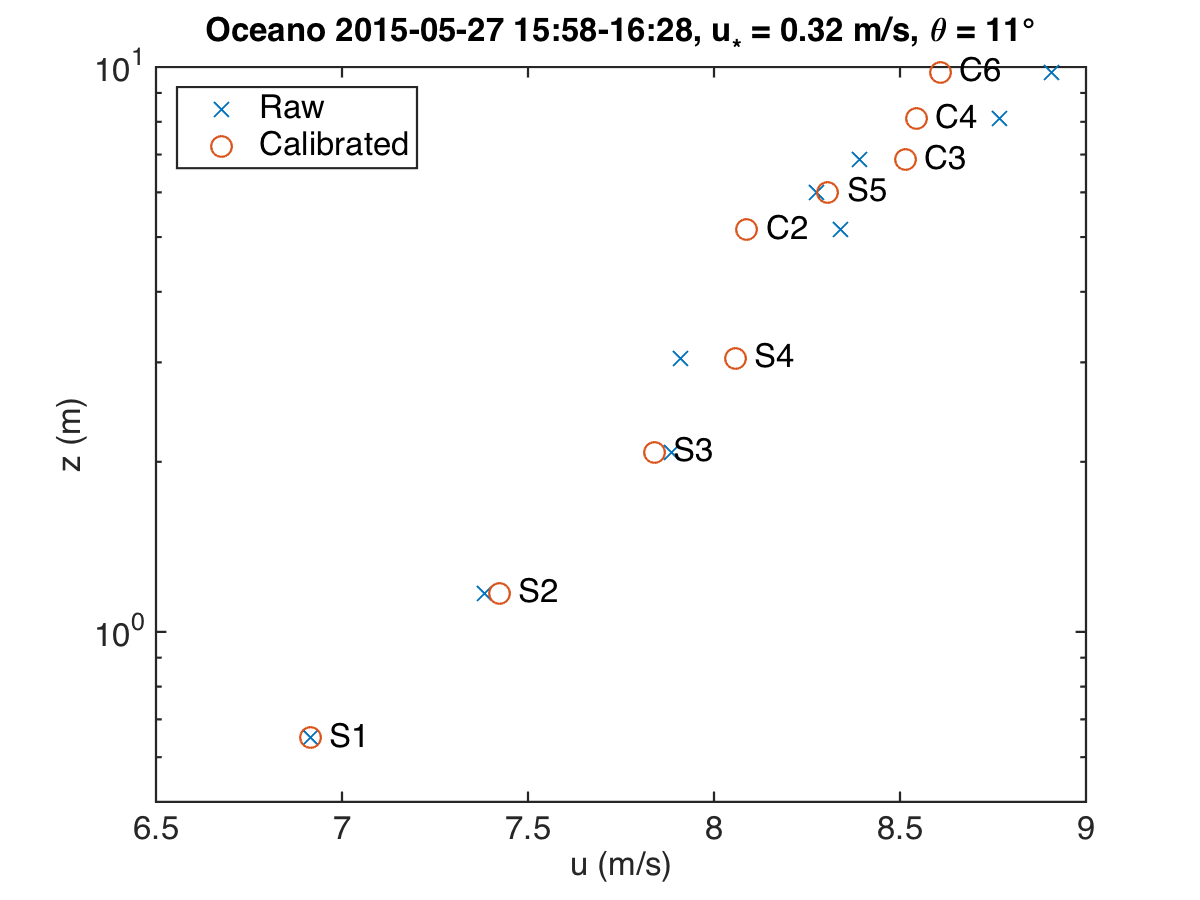 Oceano 2015-05-27 15:58-16:28, u* = 0.32 m/s, θ = 11°
10¹
Raw
Calibrated
C6
C4
C3
S5
C2
S4
z (m)
S3
S2
10⁰
S1
6.5 7 7.5 8 8.5 9
u (m/s)